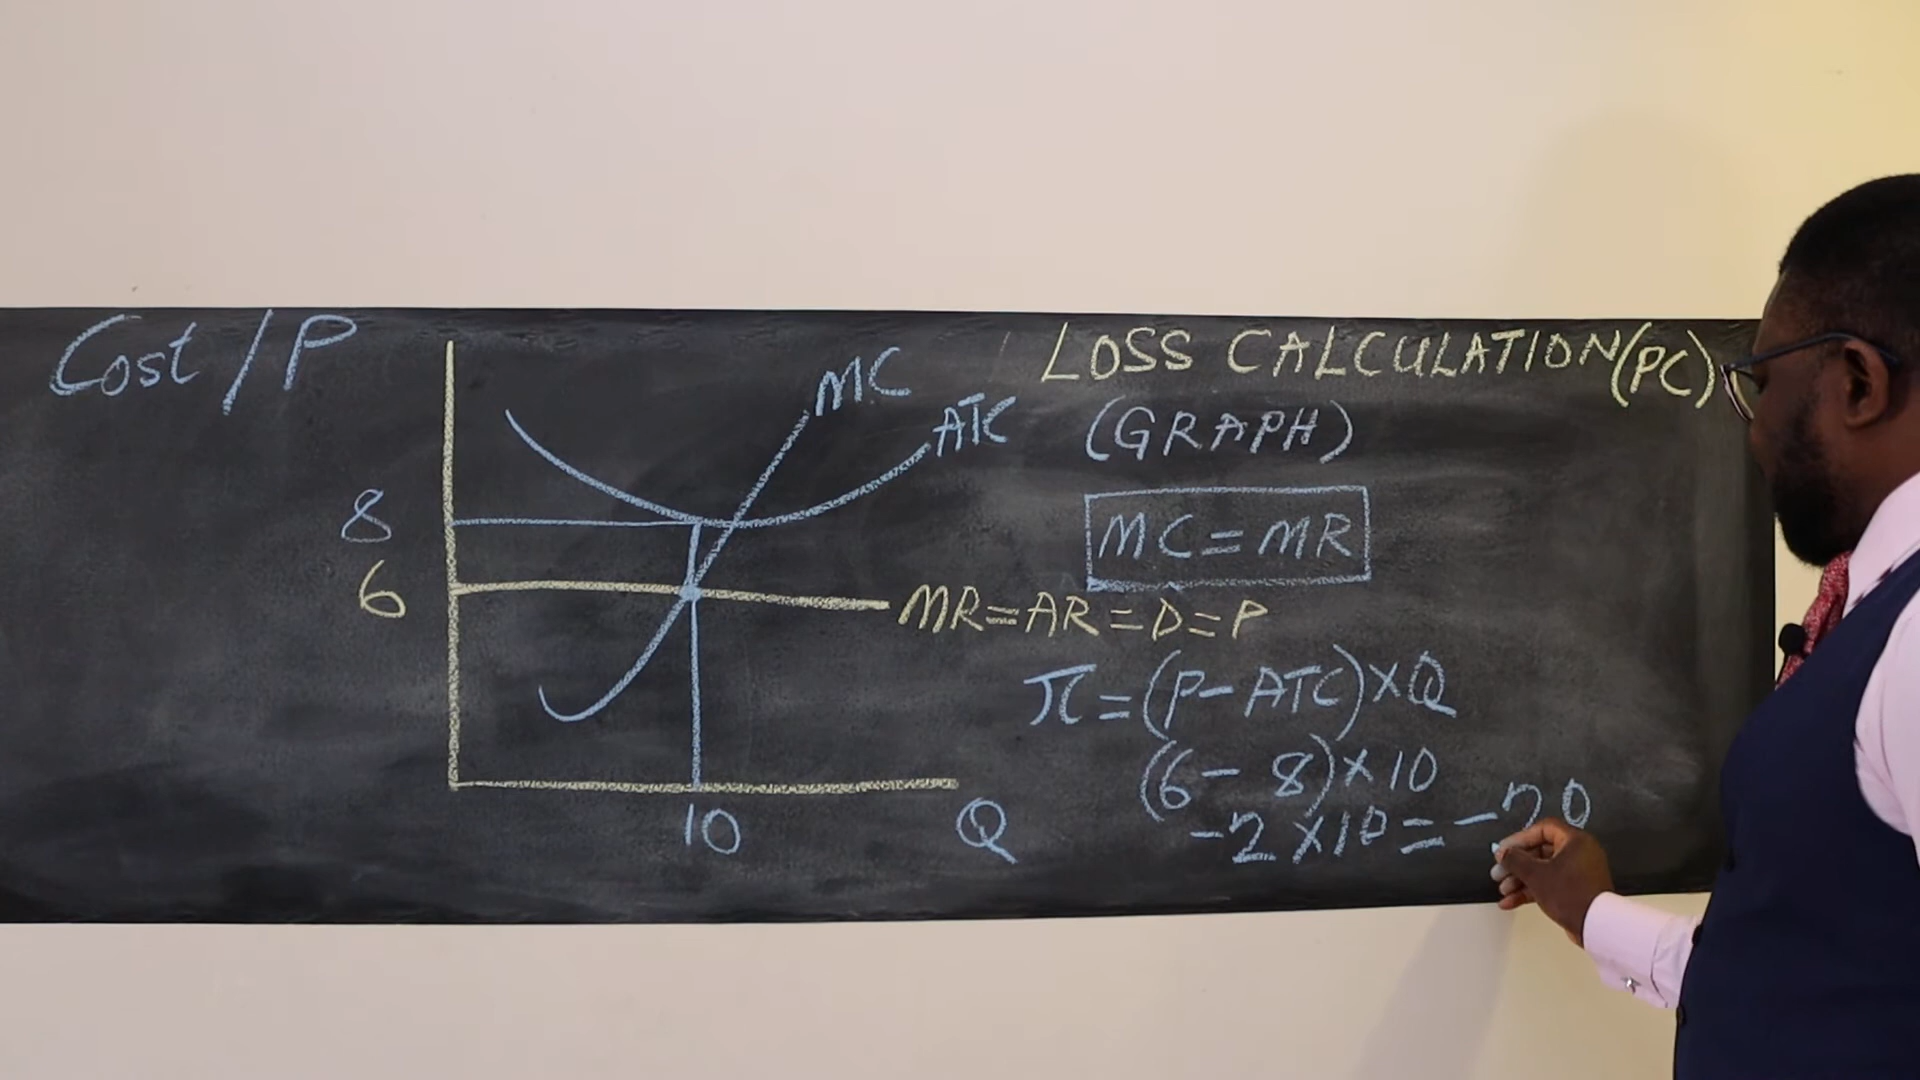 Cost/P
MC
ATC
8
6
MR=AR=D=P
10
Q
LOSS CALCULATION(PC)
(GRAPH)
MC=MR
π=(P-ATC)×Q
(6-8)×10
-2×10=-20